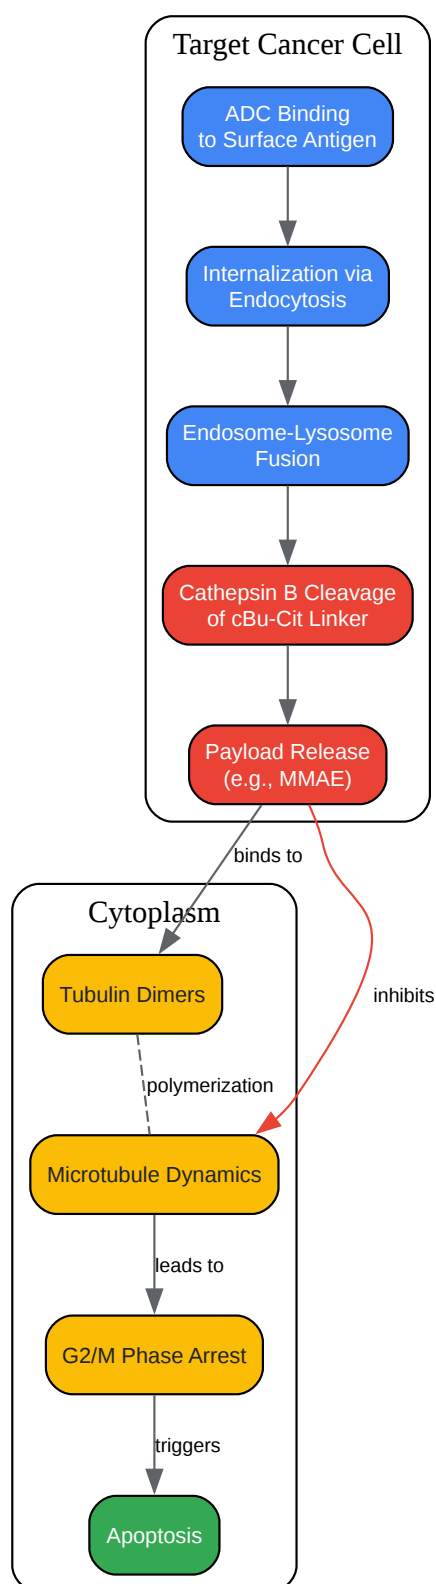 Target Cancer Cell
ADC Binding
to Surface Antigen
Internalization via
Endocytosis
Endosome-Lysosome
Fusion
Cathepsin B Cleavage
of cBu-Cit Linker
Payload Release
(e.g., MMAE)
binds to
Cytoplasm
Tubulin Dimers
inhibits
polymerization
Microtubule Dynamics
leads to
G2/M Phase Arrest
triggers
Apoptosis